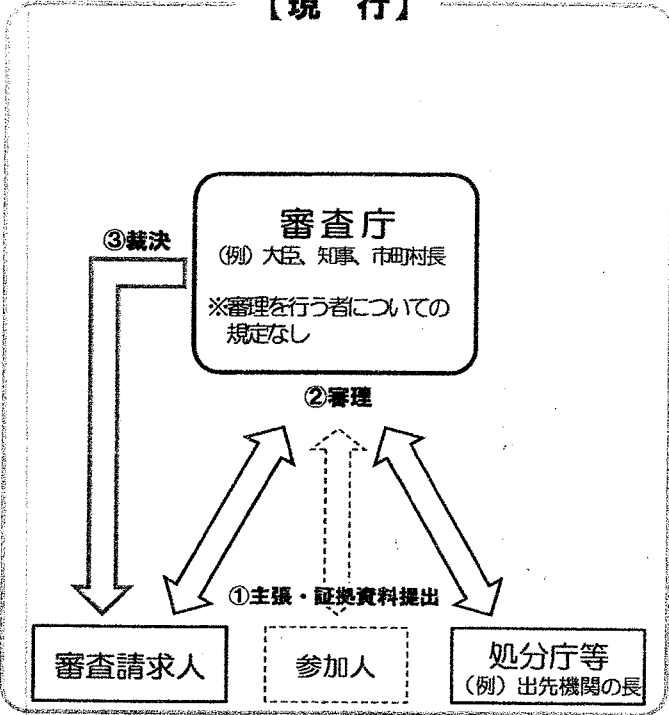 【現 行】
審査庁
(例) 大臣、知事、市町村長
※審理を行う者についての
規定なし
③裁決
②審理
①主張・証拠資料提出
審査請求人
参加人
処分庁等
(例) 出先機関の長